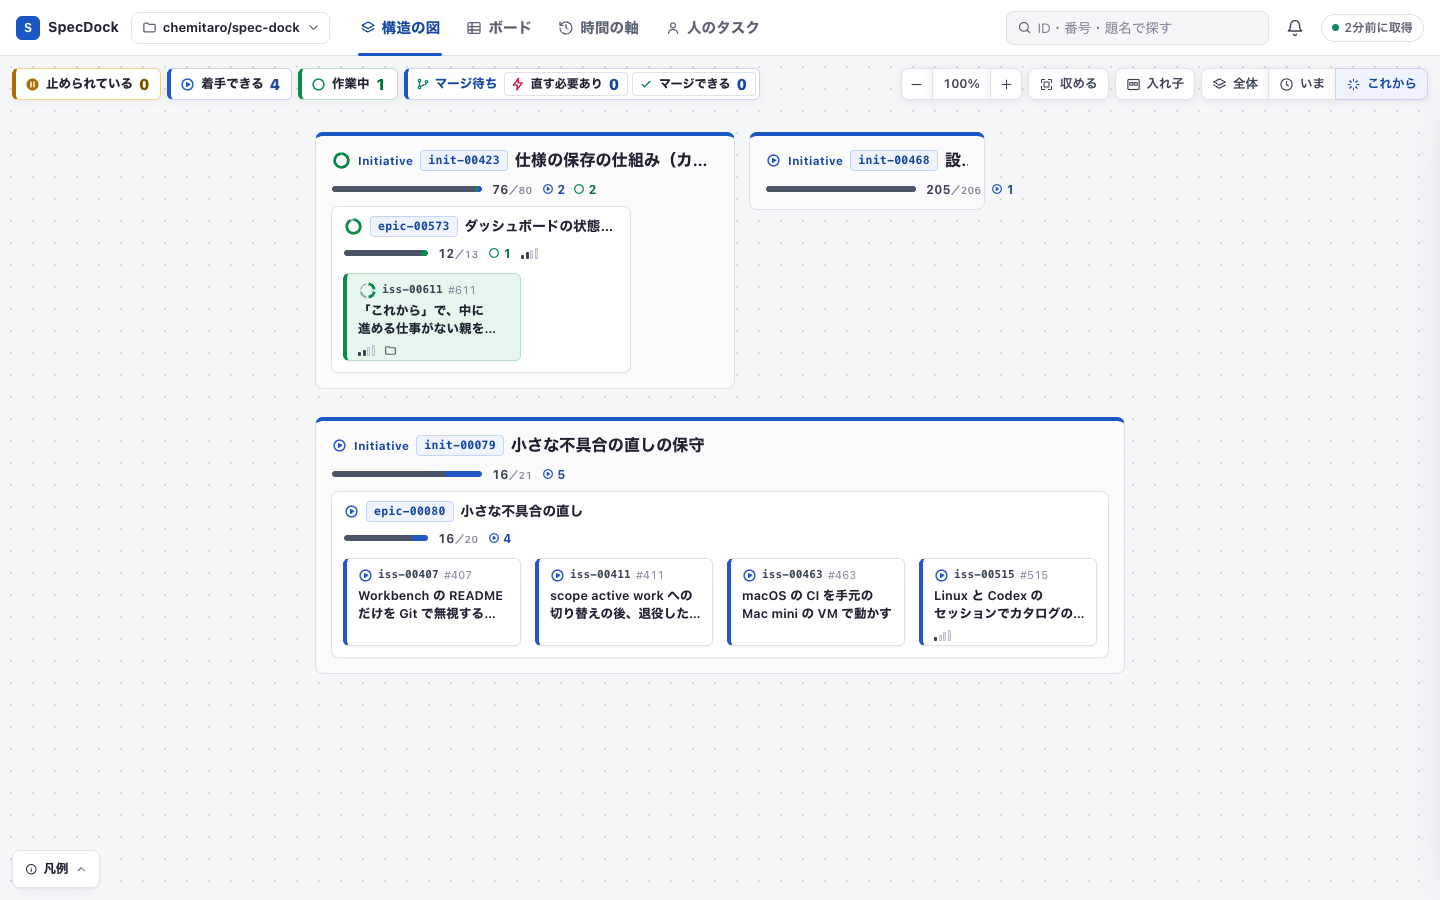 S SpecDock chemitaro/spec-dock 構造の図 ボード 時間の軸 人のタスク ID・番号・題名で探す 2分前に取得
止められている 0 着手できる 4 作業中 1 マージ待ち 直す必要あり 0 マージできる 0 − 100% + 収める 入れ子 全体 いま これから
Initiative init-00423 仕様の保存の仕組み（カ...
76/80 2 2
epic-00573 ダッシュボードの状態...
12/13 1
iss-00611 #611
「これから」で、中に
進める仕事がない親を...
Initiative init-00468 設..
205/206 1
Initiative init-00079 小さな不具合の直しの保守
16/21 5
epic-00080 小さな不具合の直し
16/20 4
iss-00407 #407
Workbench の README
だけを Git で無視する...
iss-00411 #411
scope active work への
切り替えの後、退役した...
iss-00463 #463
macOS の CI を手元の
Mac mini の VM で動かす
iss-00515 #515
Linux と Codex の
セッションでカタログの...
凡例